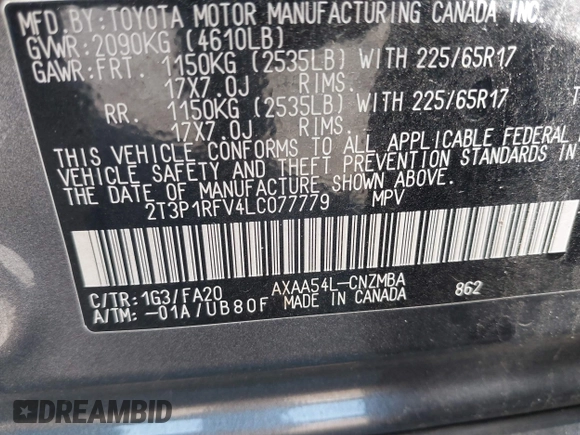 MFD.BY:TOYOTA MOTOR MANUFACTURING CANADA INC.
GVWR:2090KG (4610LB)
GAWR:FRT. 1150KG (2535LB) WITH 225/65R17
17X7.0J RIMS.
RR. 1150KG (2535LB) WITH 225/65R17
17X7.0J RIMS.
THIS VEHICLE CONFORMS TO ALL APPLICABLE FEDERAL
VEHICLE SAFETY AND THEFT PREVENTION STANDARDS IN
THE DATE OF MANUFACTURE SHOWN ABOVE.
2T3P1RFV4LC077779 MPV
C/TR:1G3/FA20 AXAA54L-CNZMBA 862
A/TM:-01A/UB80F MADE IN CANADA
DREAMBID